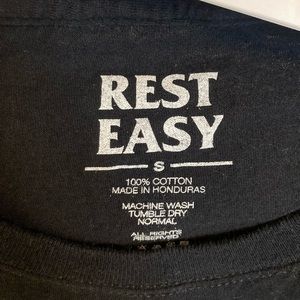 REST
EASY
S
100% COTTON
MADE IN HONDURAS
MACHINE WASH
TUMBLE DRY
NORMAL
ALL RIGHTS
RESERVED